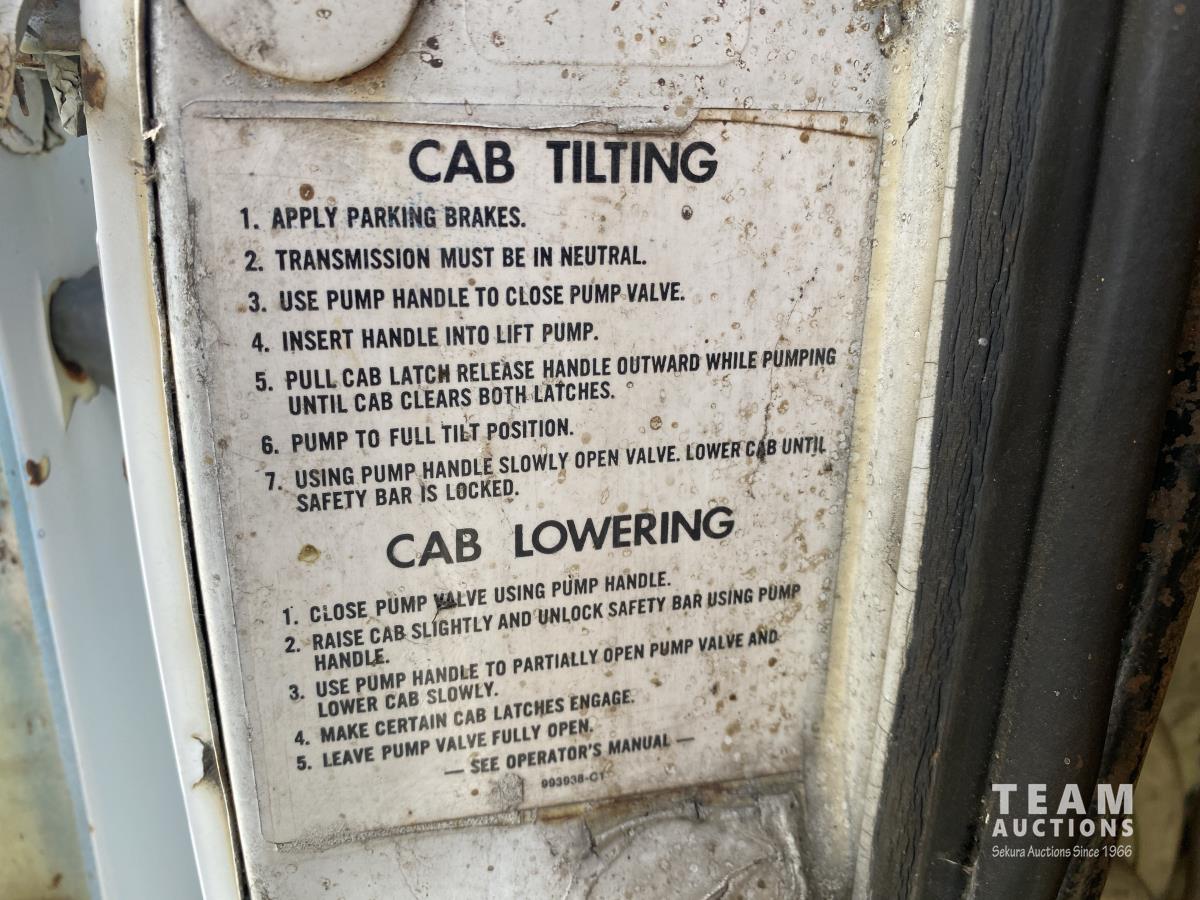 CAB TILTING
1. APPLY PARKING BRAKES.
2. TRANSMISSION MUST BE IN NEUTRAL.
3. USE PUMP HANDLE TO CLOSE PUMP VALVE.
4. INSERT HANDLE INTO LIFT PUMP.
5. PULL CAB LATCH RELEASE HANDLE OUTWARD WHILE PUMPING
UNTIL CAB CLEARS BOTH LATCHES.
6. PUMP TO FULL TILT POSITION.
7. USING PUMP HANDLE SLOWLY OPEN VALVE. LOWER CAB UNTIL
SAFETY BAR IS LOCKED.
CAB LOWERING
1. CLOSE PUMP VALVE USING PUMP HANDLE.
2. RAISE CAB SLIGHTLY AND UNLOCK SAFETY BAR USING PUMP
HANDLE.
3. USE PUMP HANDLE TO PARTIALLY OPEN PUMP VALVE AND
LOWER CAB SLOWLY.
4. MAKE CERTAIN CAB LATCHES ENGAGE.
5. LEAVE PUMP VALVE FULLY OPEN.
— SEE OPERATOR'S MANUAL —
993938-C1
TEAM
AUCTIONS
Sekura Auctions Since 1966